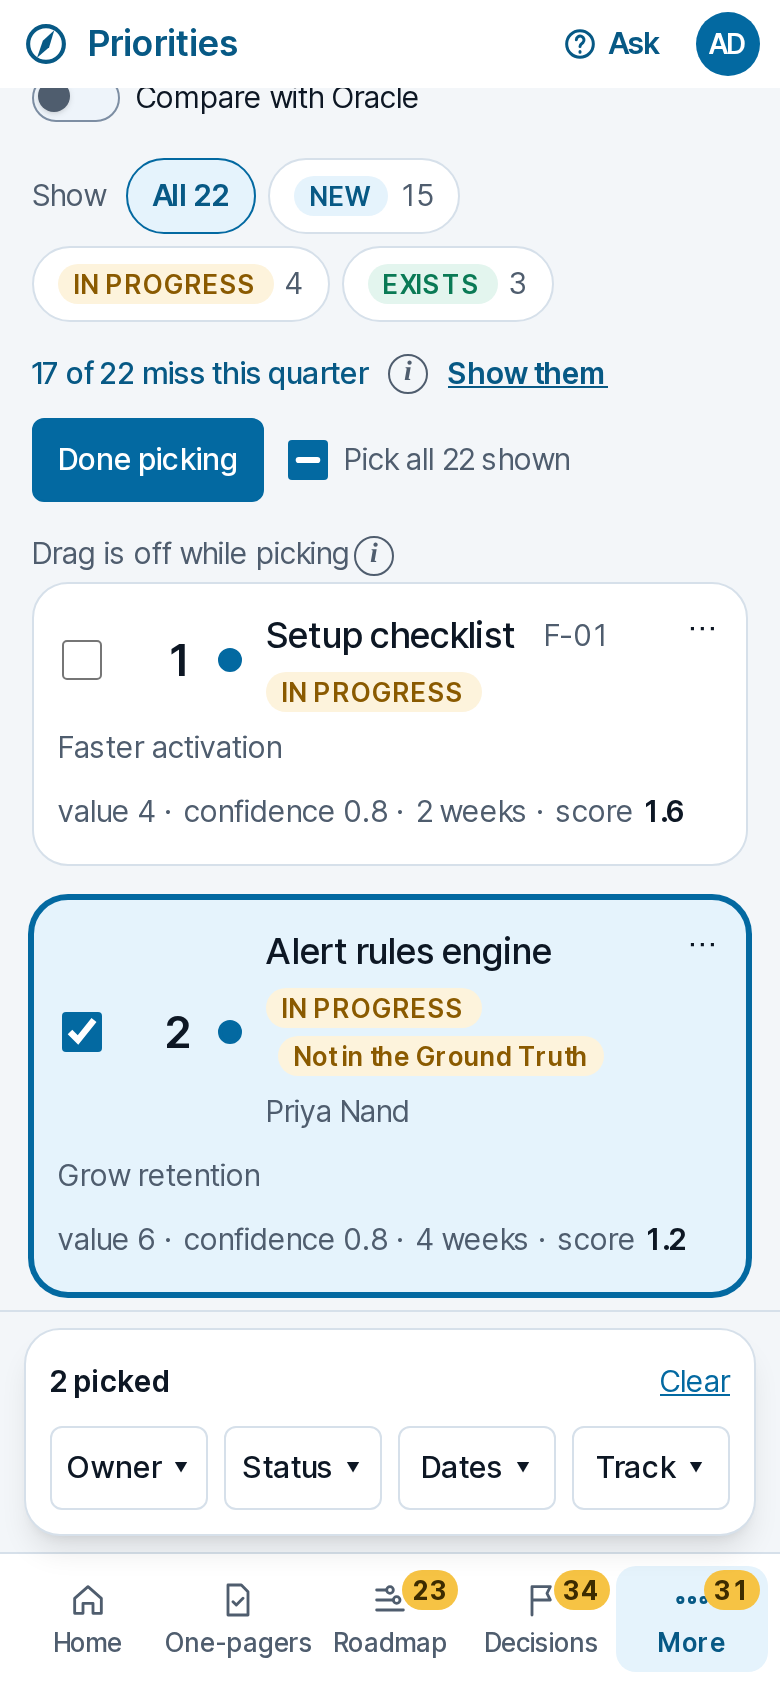 Priorities
Ask
AD
Compare with Oracle
Show All 22 NEW 15
IN PROGRESS 4 EXISTS 3
17 of 22 miss this quarter i Show them
Done picking Pick all 22 shown
Drag is off while picking i
Setup checklist F-01 ...
1
IN PROGRESS
Faster activation
value 4 · confidence 0.8 · 2 weeks · score 1.6
Alert rules engine ...
IN PROGRESS
2
Not in the Ground Truth
Priya Nand
Grow retention
value 6 · confidence 0.8 · 4 weeks · score 1.2
2 picked Clear
Owner ▼ Status ▼ Dates ▼ Track ▼
23 34 31
Home One-pagers Roadmap Decisions More